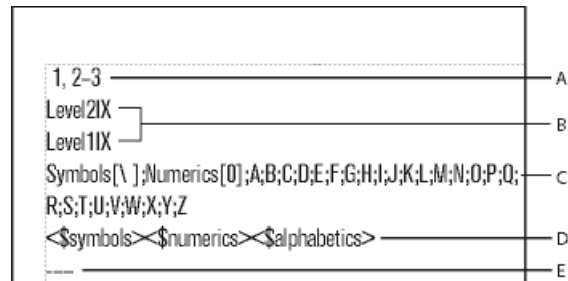 1, 2–3
A
Level2IX
B
Level1IX
Symbols[\ ];Numerics[0];A;B;C;D;E;F;G;H;I;J;K;L;M;N;O;P;Q;
C
R;S;T;U;V;W;X;Y;Z
<$symbols><$numerics><$alphabetics>
D
---
E